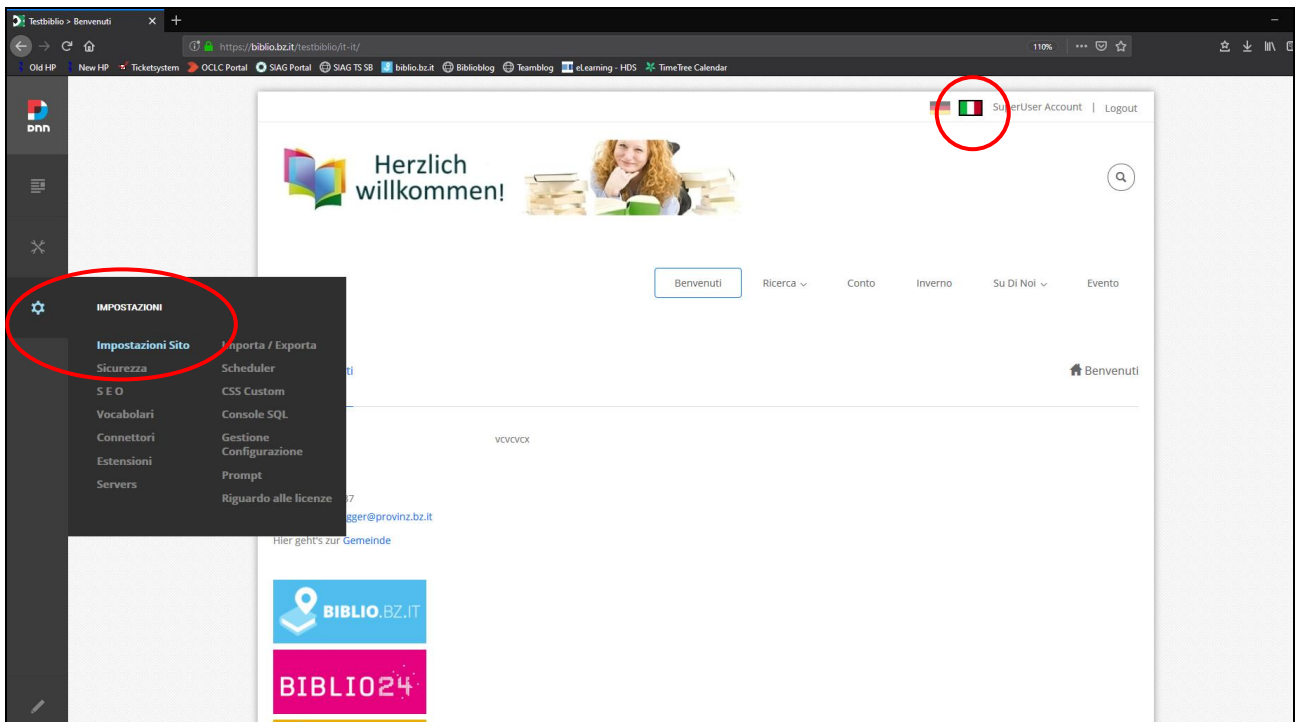 Testbiblio > Benvenuti
https://biblio.bz.it/testbiblio/it-it/
110%
Old HP New HP Ticketsystem OCLC Portal SIAG Portal SIAG TS SB biblio.bz.it Biblioblog Teamblog eLearning - HDS TimeTree Calendar
DNN
SuperUser Account | Logout
Herzlich
willkommen!
Benvenuti Ricerca Conto Inverno Su Di Noi Evento
IMPOSTAZIONI
Impostazioni Sito
Sicurezza
S E O
Vocabolari
Connettori
Estensioni
Servers
Importa / Exporta
Scheduler
CSS Custom
Console SQL
Gestione
Configurazione
Prompt
Riguardo alle licenze
ti
Benvenuti
vcvcvcx
37
gger@provinz.bz.it
Hier geht's zur Gemeinde
BIBLIO.BZ.IT
BIBLIO24